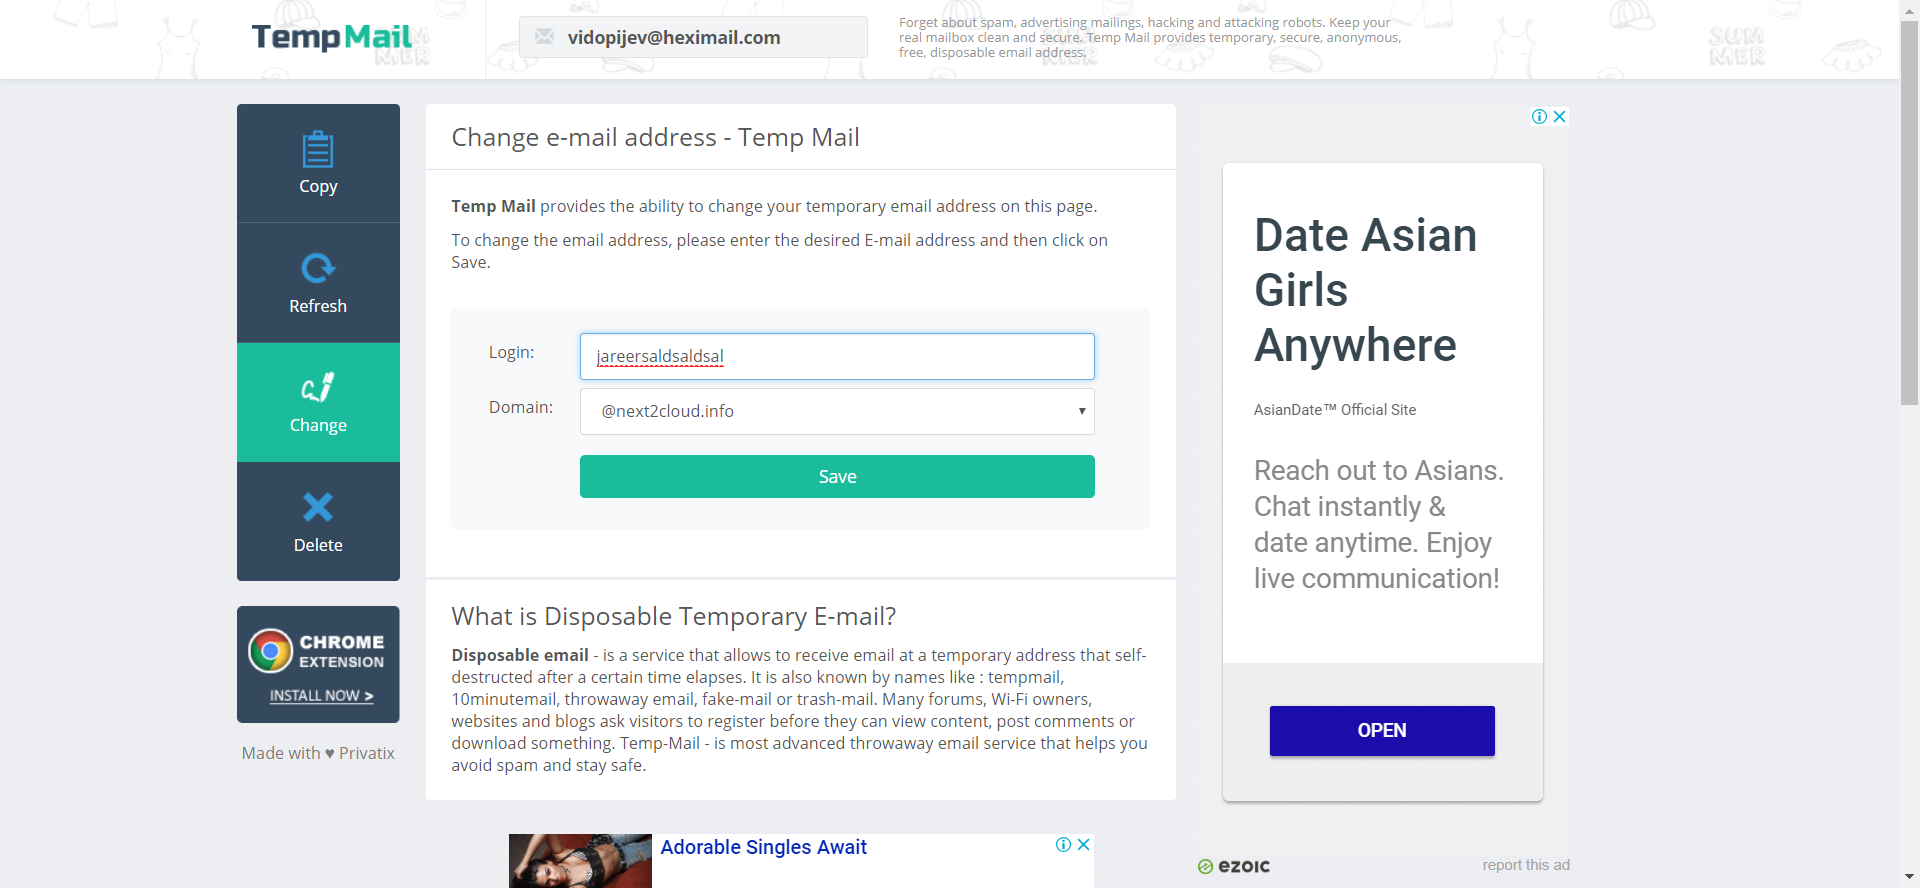 TempMail
vidopijev@heximail.com
Forget about spam, advertising mailings, hacking and attacking robots. Keep your
real mailbox clean and secure. Temp Mail provides temporary, secure, anonymous,
free, disposable email address.
SUM
MER
SUM
MER
SUM
MER
Copy
Refresh
Change
Delete
CHROME
EXTENSION
INSTALL NOW >
Made with ♥ Privatix
Change e-mail address - Temp Mail
Temp Mail provides the ability to change your temporary email address on this page.
To change the email address, please enter the desired E-mail address and then click on
Save.
Login:
jareersaldsaldsal
Domain:
@next2cloud.info
Save
What is Disposable Temporary E-mail?
Disposable email - is a service that allows to receive email at a temporary address that self-
destructed after a certain time elapses. It is also known by names like : tempmail,
10minutemail, throwaway email, fake-mail or trash-mail. Many forums, Wi-Fi owners,
websites and blogs ask visitors to register before they can view content, post comments or
download something. Temp-Mail - is most advanced throwaway email service that helps you
avoid spam and stay safe.
Adorable Singles Await
Date Asian
Girls
Anywhere
AsianDate™ Official Site
Reach out to Asians.
Chat instantly &
date anytime. Enjoy
live communication!
OPEN
ezoic
report this ad